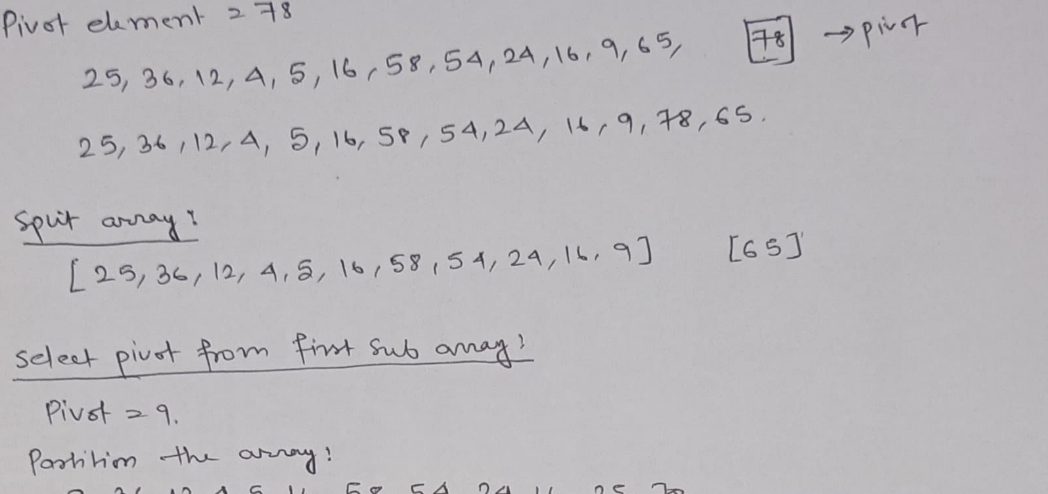 Pivot element = 78
25, 36, 12, 4, 5, 16, 58, 54, 24, 16, 9, 65, 78 → pivot
25, 36, 12, 4, 5, 16, 58, 54, 24, 16, 9, 78, 65.
Split array :
[ 25, 36, 12, 4, 5, 16, 58, 54, 24, 16, 9 ] [65]
Select pivot from first sub array :
Pivot = 9.
Partition the array :